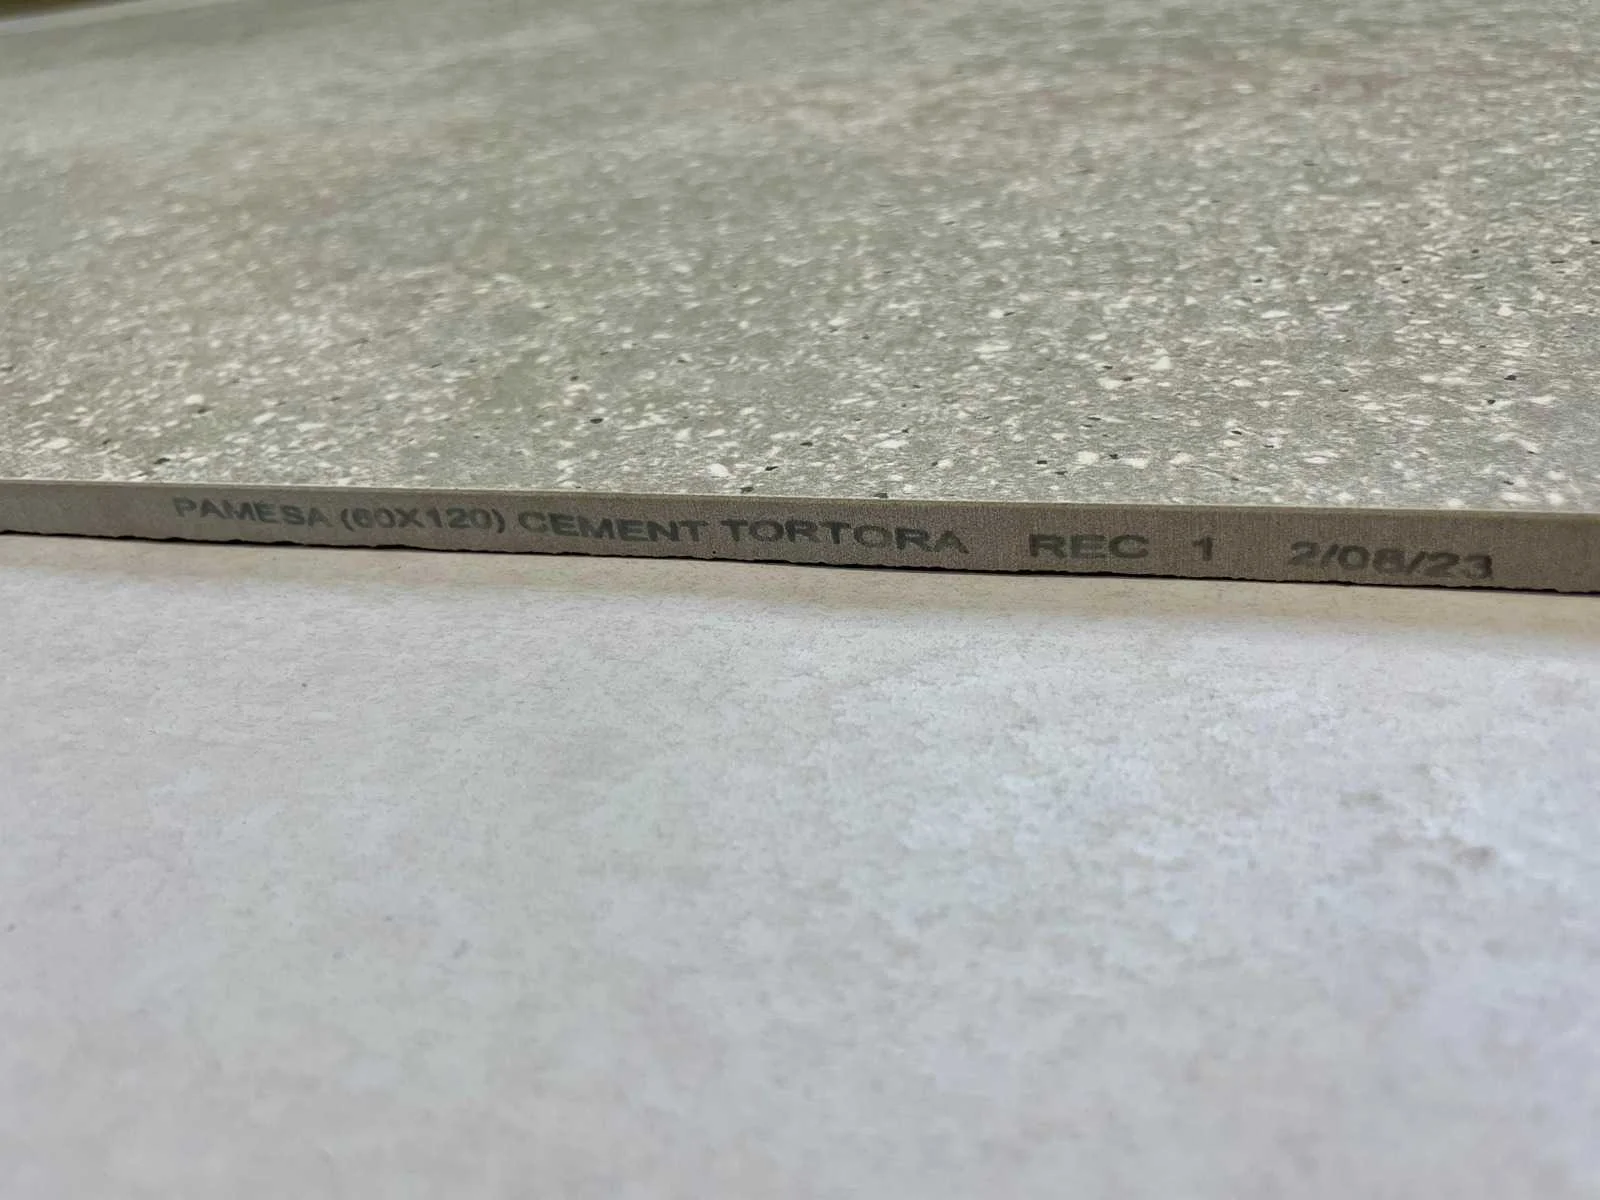 PAMESA (60X120) CEMENT TORTORA REC 1 2/08/23